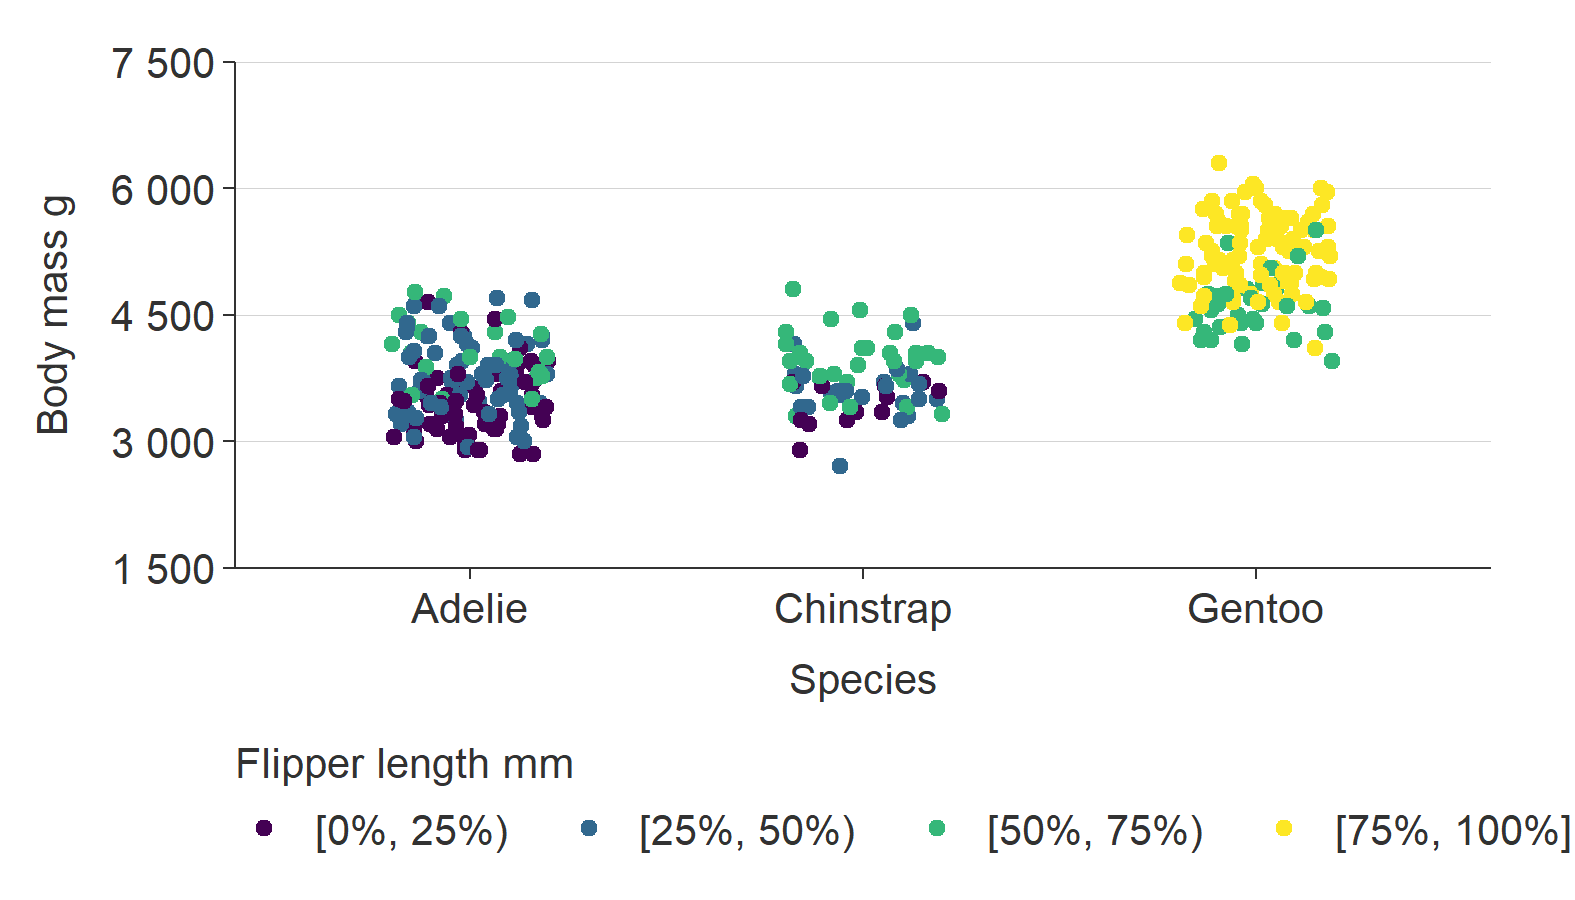 Body mass g
7 500
6 000
4 500
3 000
1 500
Adelie Chinstrap Gentoo
Species
Flipper length mm
[0%, 25%) [25%, 50%) [50%, 75%) [75%, 100%]